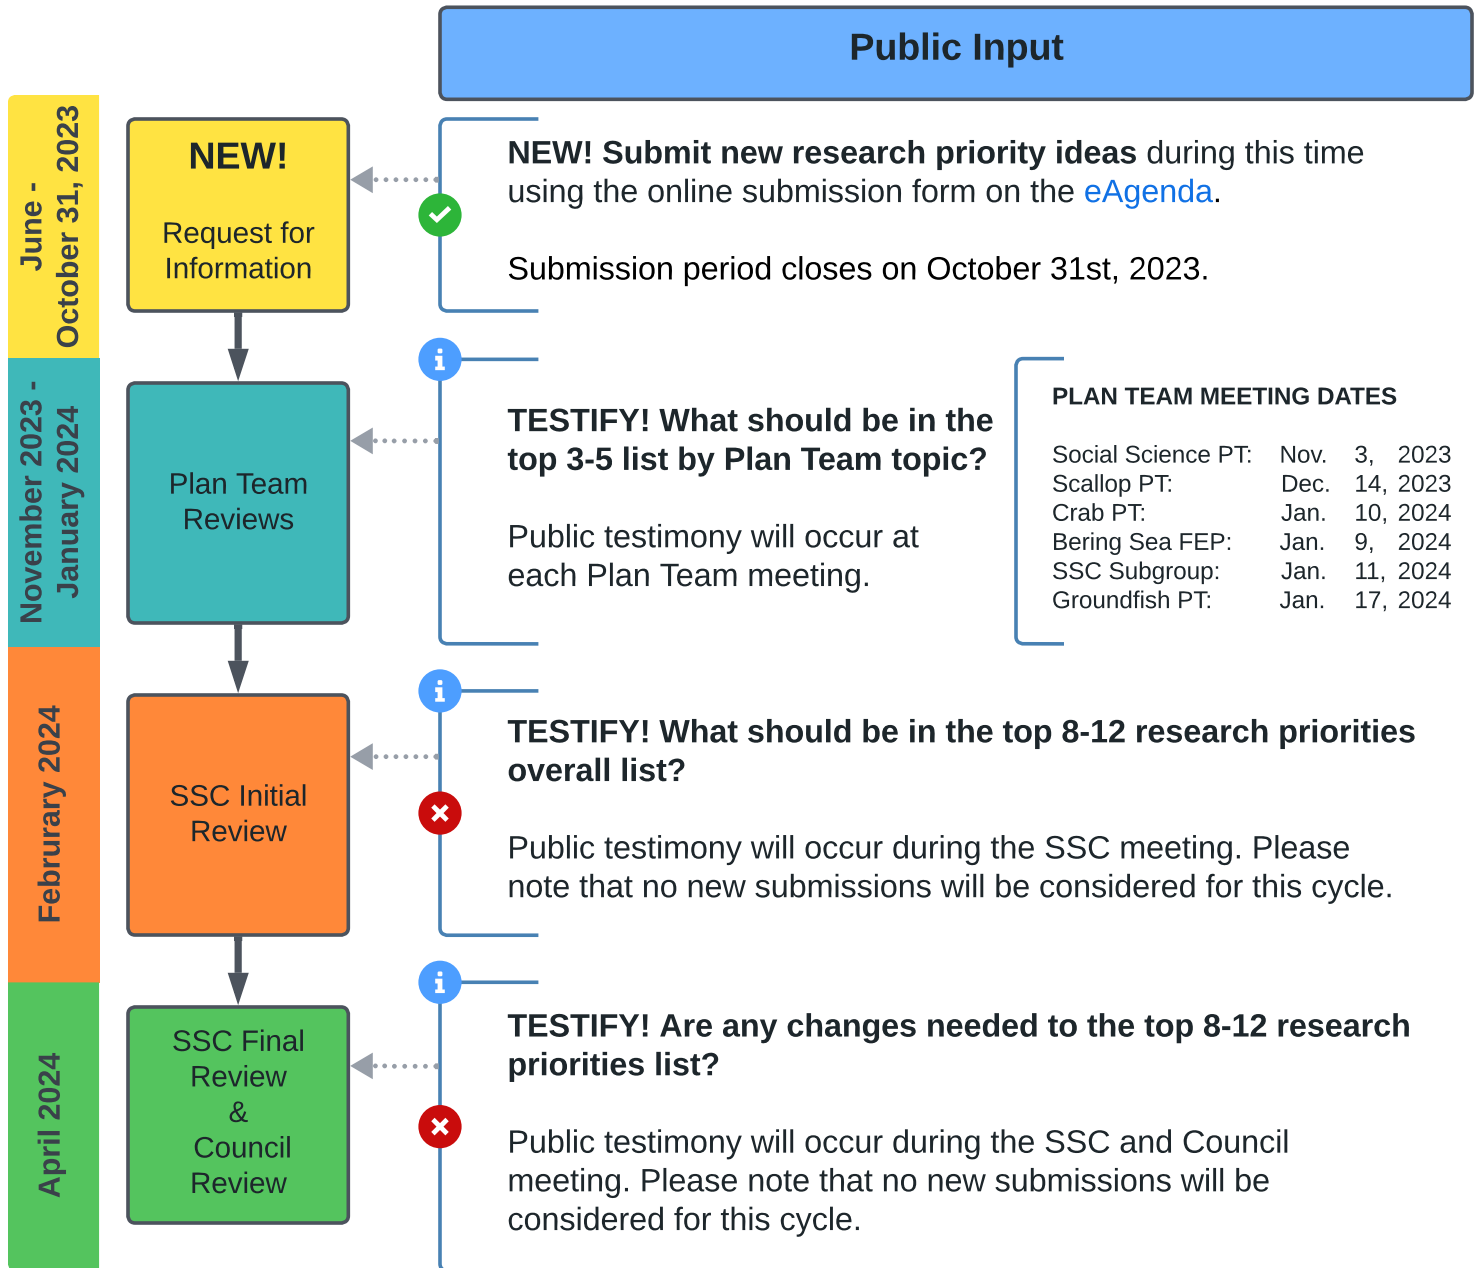 Public Input
June -
October 31, 2023
NEW!
Request for
Information
NEW! Submit new research priority ideas during this time
using the online submission form on the eAgenda.
Submission period closes on October 31st, 2023.
November 2023 -
January 2024
Plan Team
Reviews
TESTIFY! What should be in the
top 3-5 list by Plan Team topic?
Public testimony will occur at
each Plan Team meeting.
PLAN TEAM MEETING DATES
Social Science PT: Nov. 3, 2023
Scallop PT: Dec. 14, 2023
Crab PT: Jan. 10, 2024
Bering Sea FEP: Jan. 9, 2024
SSC Subgroup: Jan. 11, 2024
Groundfish PT: Jan. 17, 2024
Februrary 2024
SSC Initial
Review
TESTIFY! What should be in the top 8-12 research priorities
overall list?
Public testimony will occur during the SSC meeting. Please
note that no new submissions will be considered for this cycle.
April 2024
SSC Final
Review
&
Council
Review
TESTIFY! Are any changes needed to the top 8-12 research
priorities list?
Public testimony will occur during the SSC and Council
meeting. Please note that no new submissions will be
considered for this cycle.